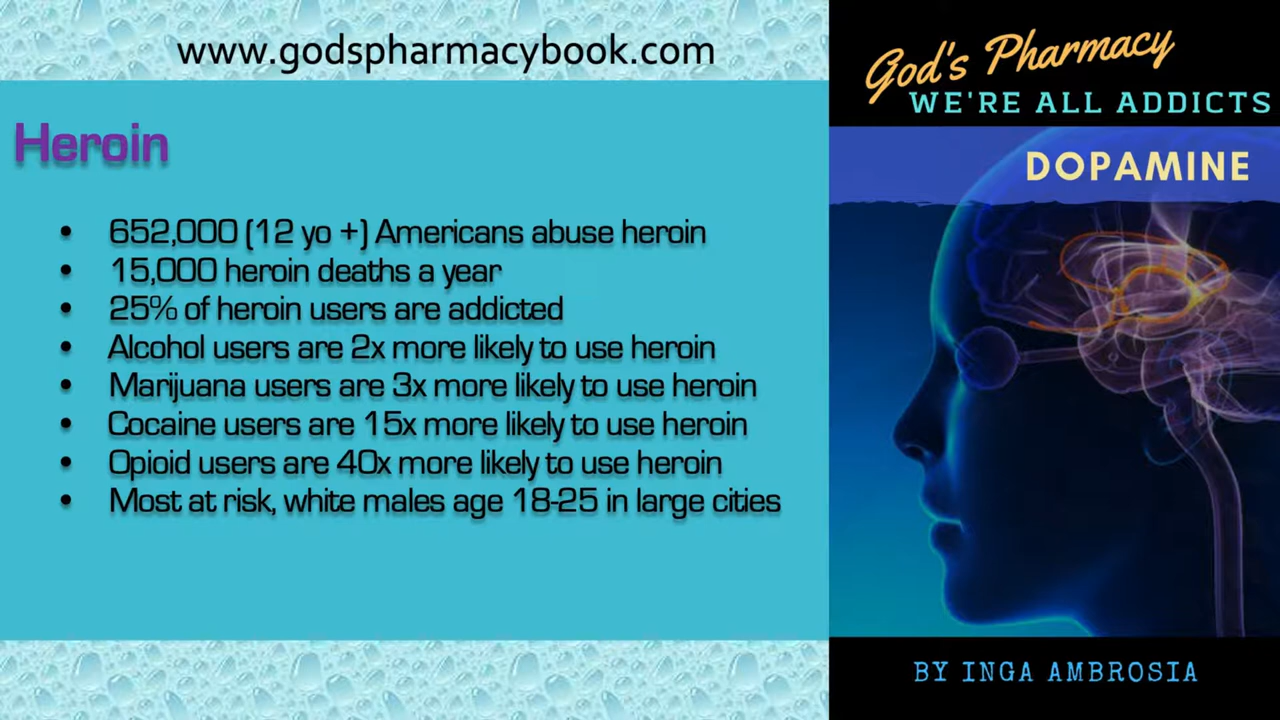 www.godspharmacybook.com
Heroin
• 652,000 (12 yo +) Americans abuse heroin
• 15,000 heroin deaths a year
• 25% of heroin users are addicted
• Alcohol users are 2x more likely to use heroin
• Marijuana users are 3x more likely to use heroin
• Cocaine users are 15x more likely to use heroin
• Opioid users are 40x more likely to use heroin
• Most at risk, white males age 18-25 in large cities
God's Pharmacy
WE'RE ALL ADDICTS
DOPAMINE
BY INGA AMBROSIA